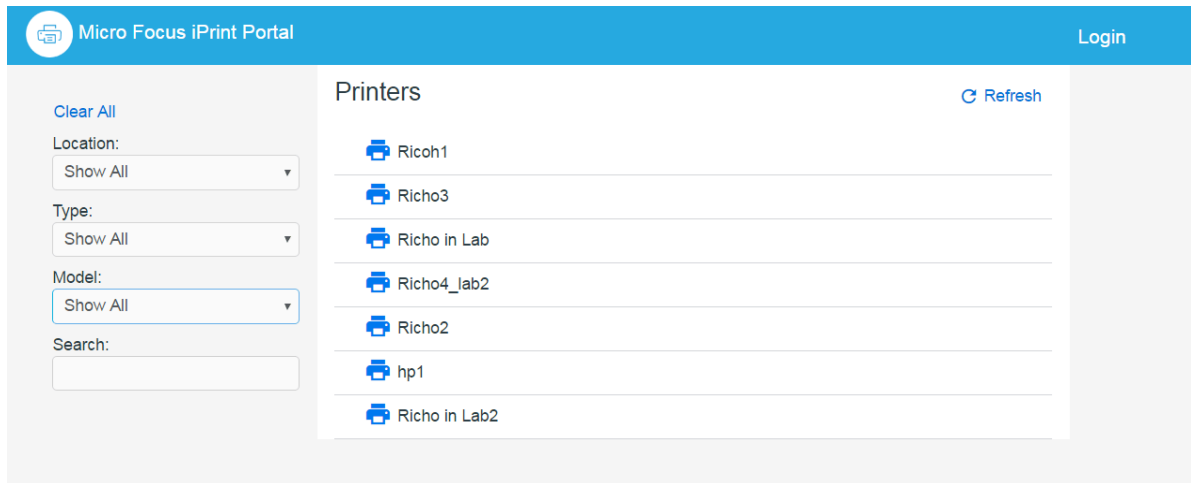 Micro Focus iPrint Portal
Login
Clear All
Location:
Show All
Type:
Show All
Model:
Show All
Search:
Printers
Refresh
Ricoh1
Richo3
Richo in Lab
Richo4_lab2
Richo2
hp1
Richo in Lab2